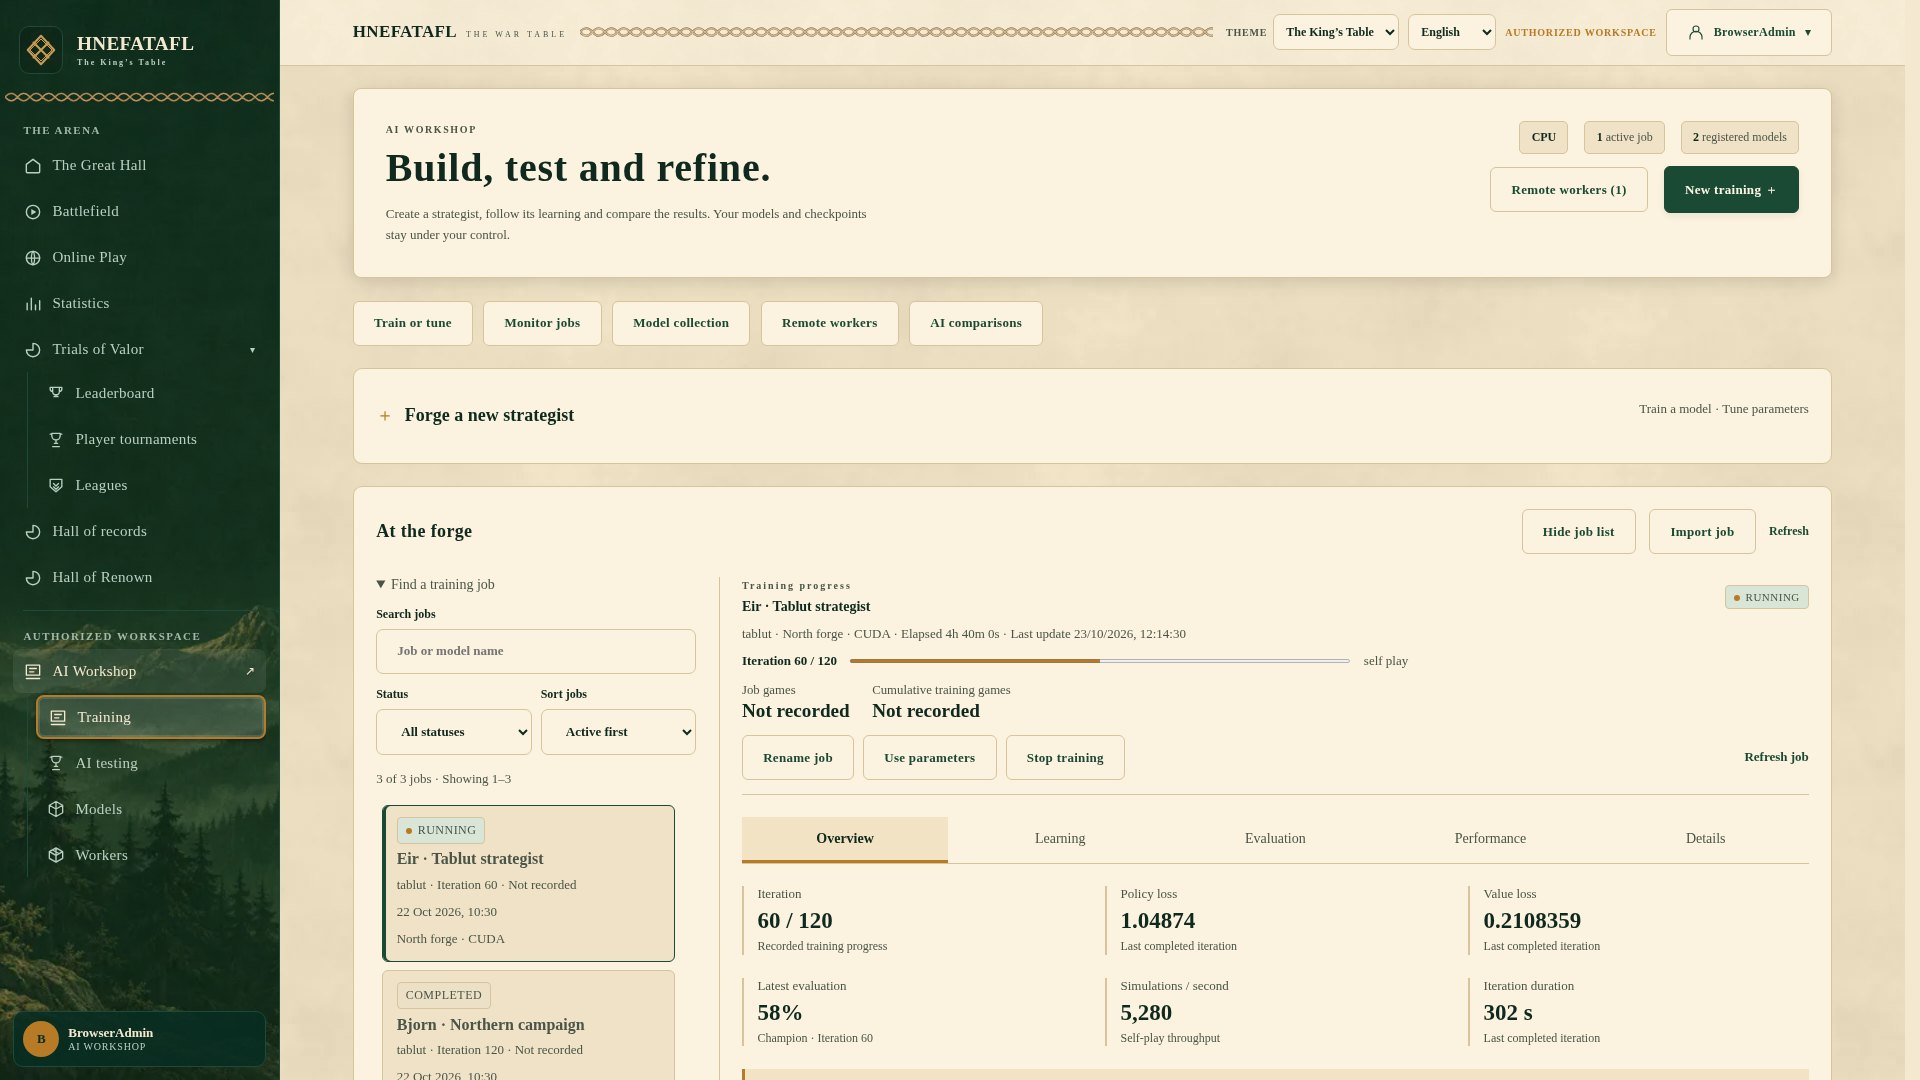 HNEFATAFL
The King's Table
THE ARENA
The Great Hall
Battlefield
Online Play
Statistics
Trials of Valor ▾
Leaderboard
Player tournaments
Leagues
Hall of records
Hall of Renown
AUTHORIZED WORKSPACE
AI Workshop ↗
Training
AI testing
Models
Workers
B
BrowserAdmin
AI WORKSHOP
HNEFATAFL THE WAR TABLE
THEME
The King’s Table
English
AUTHORIZED WORKSPACE
BrowserAdmin ▾
AI WORKSHOP
Build, test and refine.
Create a strategist, follow its learning and compare the results. Your models and checkpoints
stay under your control.
CPU
1 active job
2 registered models
Remote workers (1)
New training +
Train or tune
Monitor jobs
Model collection
Remote workers
AI comparisons
+ Forge a new strategist
Train a model · Tune parameters
At the forge
Hide job list
Import job
Refresh
▼ Find a training job
Search jobs
Job or model name
Status
Sort jobs
All statuses
Active first
3 of 3 jobs · Showing 1–3
RUNNING
Eir · Tablut strategist
tablut · Iteration 60 · Not recorded
22 Oct 2026, 10:30
North forge · CUDA
COMPLETED
Bjorn · Northern campaign
tablut · Iteration 120 · Not recorded
22 Oct 2026, 10:30
Training progress
Eir · Tablut strategist
RUNNING
tablut · North forge · CUDA · Elapsed 4h 40m 0s · Last update 23/10/2026, 12:14:30
Iteration 60 / 120
self play
Job games
Not recorded
Cumulative training games
Not recorded
Rename job
Use parameters
Stop training
Refresh job
Overview
Learning
Evaluation
Performance
Details
Iteration
60 / 120
Recorded training progress
Policy loss
1.04874
Last completed iteration
Value loss
0.2108359
Last completed iteration
Latest evaluation
58%
Champion · Iteration 60
Simulations / second
5,280
Self-play throughput
Iteration duration
302 s
Last completed iteration